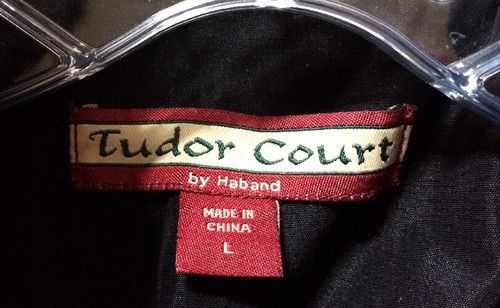 Tudor Court
by Haband
MADE IN
CHINA
L